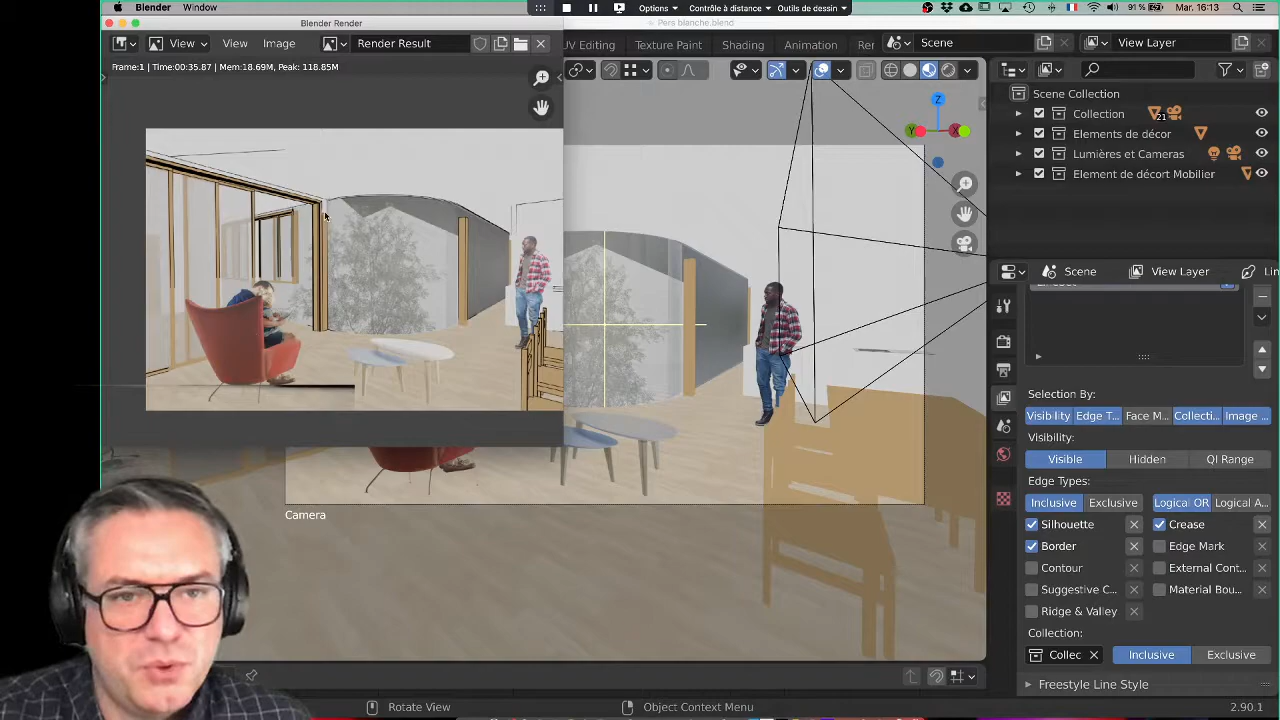 Blender Window Options Contrôle à distance Outils de dessin 91 % Mar. 16:13
Blender Render Pers blanche.blend
View View Image Render Result UV Editing Texture Paint Shading Animation Scene View Layer
Frame:1 | Time:00:35.87 | Mem:18.69M, Peak: 118.85M
Scene Collection
Collection 21
Elements de décor
Lumières et Cameras
Element de décort Mobilier
Z
Y X
Scene View Layer
Selection By:
Visibility Edge T... Face M... Collecti... Image ...
Visibility:
Visible Hidden QI Range
Edge Types:
Inclusive Exclusive Logical OR Logical A...
Silhouette Crease
Border Edge Mark
Contour External Cont...
Suggestive C... Material Bou...
Ridge & Valley
Collection:
Collec Inclusive Exclusive
Freestyle Line Style
Camera
Rotate View Object Context Menu 2.90.1